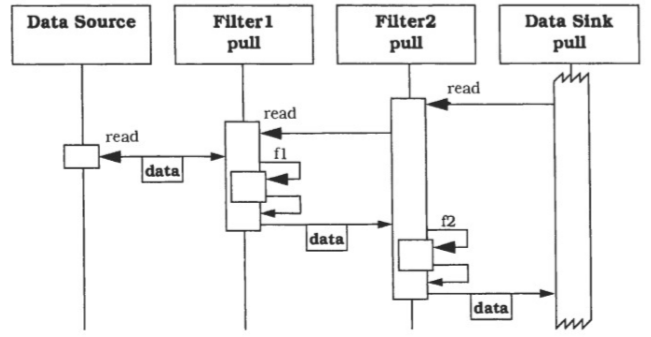 Data Source
Filter1
pull
Filter2
pull
Data Sink
pull
read
read
read
data
f1
data
f2
data